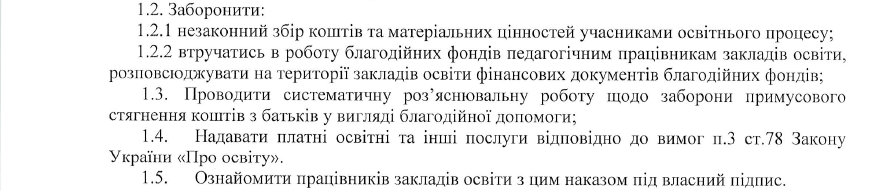 1.2. Заборонити:
1.2.1 незаконний збір коштів та матеріальних цінностей учасниками освітнього процесу;
1.2.2 втручатись в роботу благодійних фондів педагогічним працівникам закладів освіти,
розповсюджувати на території закладів освіти фінансових документів благодійних фондів;
1.3. Проводити систематичну роз’яснювальну роботу щодо заборони примусового
стягнення коштів з батьків у вигляді благодійної допомоги;
1.4. Надавати платні освітні та інші послуги відповідно до вимог п.3 ст.78 Закону
України «Про освіту».
1.5. Ознайомити працівників закладів освіти з цим наказом під власний підпис.